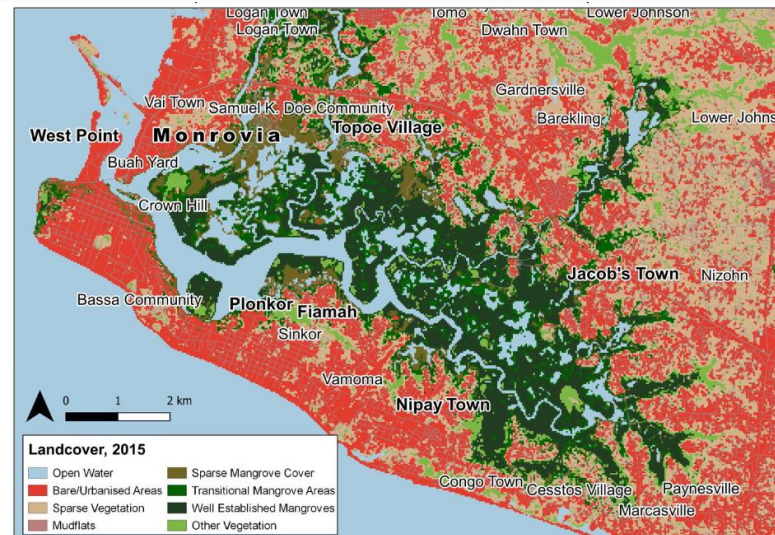 Logan Town
Tomo
Lower Johnson
Logan Town
Dwahn Town
Gardnersville
Vai Town
Samuel K. Doe Community
Barekling
Lower Johns
West Point
Monrovia
Topoe Village
Buah Yard
Crown Hill
Jacob's Town
Nizohn
Bassa Community
Plonkor
Fiamah
Sinkor
Vamoma
Nipay Town
0 1 2 km
Congo Town
Cesstos Village
Paynesville
Marcasville
Landcover, 2015
Open Water
Bare/Urbanised Areas
Sparse Vegetation
Mudflats
Sparse Mangrove Cover
Transitional Mangrove Areas
Well Established Mangroves
Other Vegetation